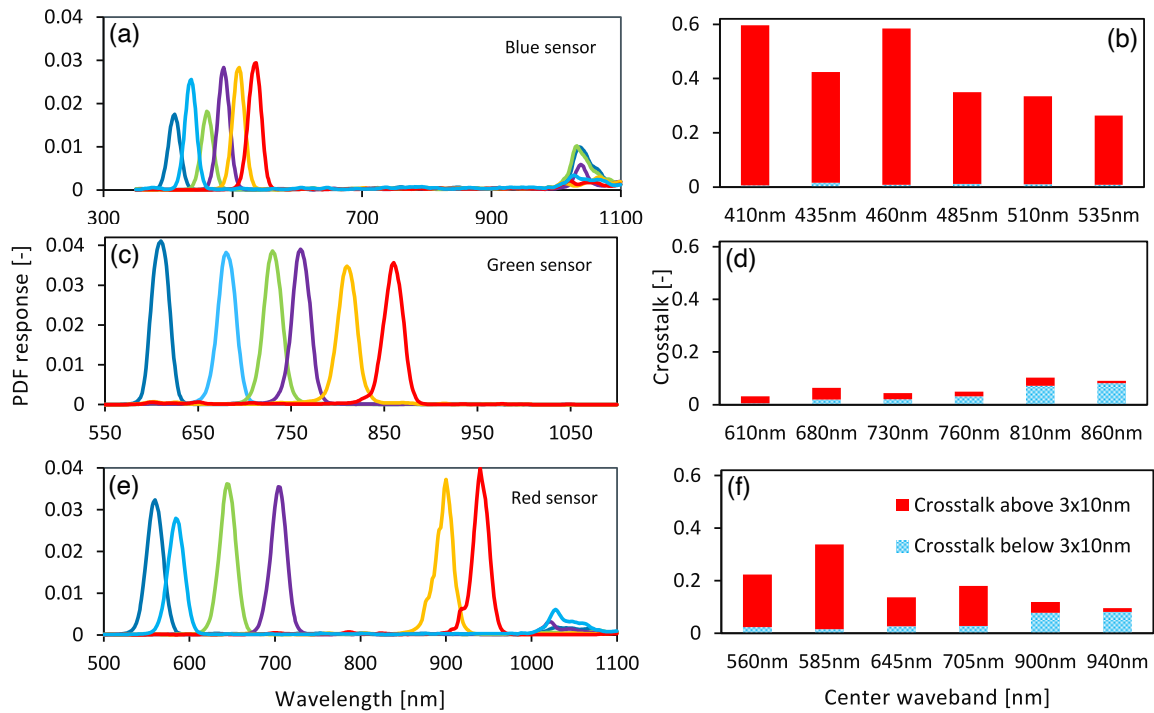 (a)
Blue sensor
0.04
0.03
0.02
0.01
0
300 500 700 900 1100
(b)
0.6
0.4
0.2
0
410nm 435nm 460nm 485nm 510nm 535nm
(c)
Green sensor
0.04
0.03
0.02
0.01
0
550 650 750 850 950 1050
PDF response [-]
(d)
0.6
0.4
0.2
0
610nm 680nm 730nm 760nm 810nm 860nm
Crosstalk [-]
(e)
Red sensor
0.04
0.03
0.02
0.01
0
500 600 700 800 900 1000 1100
Wavelength [nm]
(f)
Crosstalk above 3x10nm
Crosstalk below 3x10nm
0.6
0.4
0.2
0
560nm 585nm 645nm 705nm 900nm 940nm
Center waveband [nm]